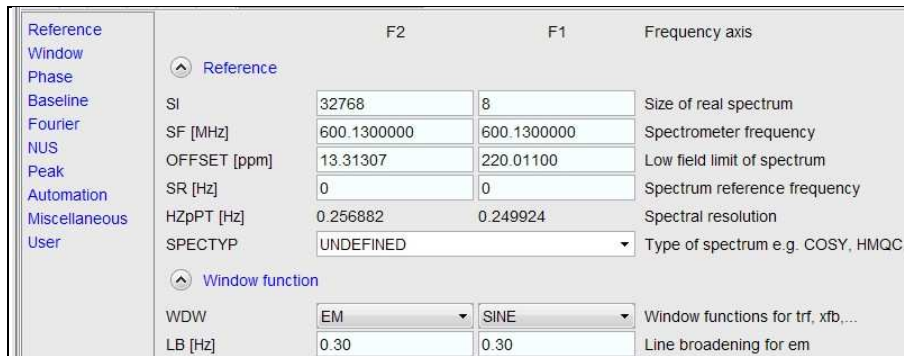 Reference
Window
Phase
Baseline
Fourier
NUS
Peak
Automation
Miscellaneous
User
F2 F1 Frequency axis
Reference
SI 32768 8 Size of real spectrum
SF [MHz] 600.1300000 600.1300000 Spectrometer frequency
OFFSET [ppm] 13.31307 220.01100 Low field limit of spectrum
SR [Hz] 0 0 Spectrum reference frequency
HZpPT [Hz] 0.256882 0.249924 Spectral resolution
SPECTYP UNDEFINED Type of spectrum e.g. COSY, HMQC
Window function
WDW EM SINE Window functions for trf, xfb,...
LB [Hz] 0.30 0.30 Line broadening for em